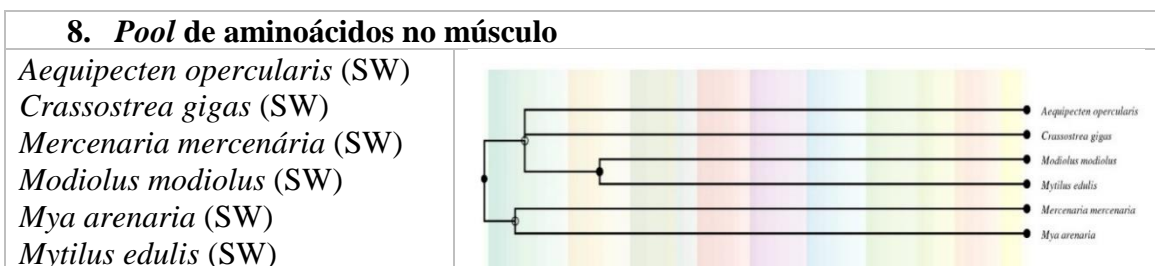 8. Pool de aminoácidos no músculo
Aequipecten opercularis (SW)
Crassostrea gigas (SW)
Mercenaria mercenária (SW)
Modiolus modiolus (SW)
Mya arenaria (SW)
Mytilus edulis (SW)
Aequipecten opercularis
Crassostrea gigas
Modiolus modiolus
Mytilus edulis
Mercenaria mercenaria
Mya arenaria